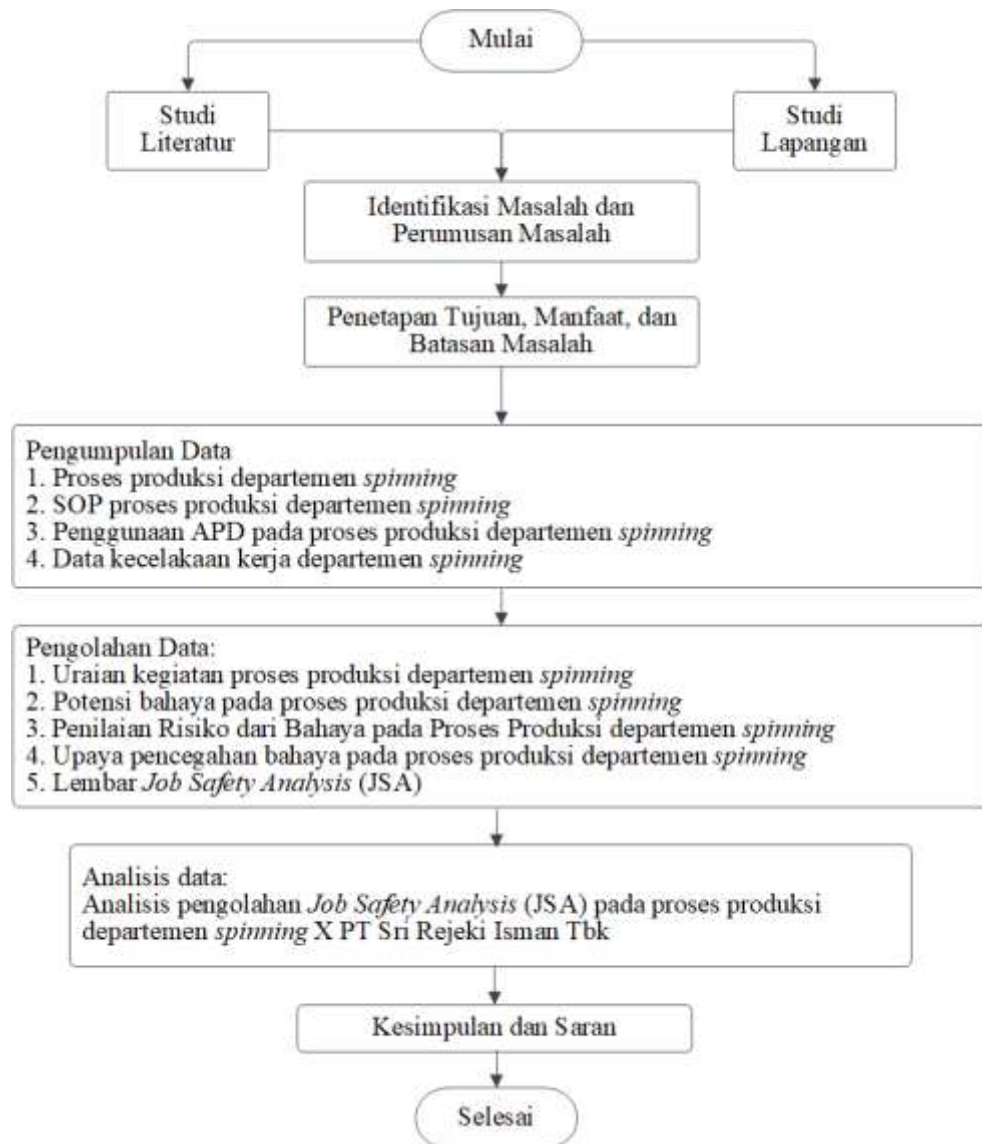 Mulai
Studi
Literatur
Studi
Lapangan
Identifikasi Masalah dan
Perumusan Masalah
Penetapan Tujuan, Manfaat, dan
Batasan Masalah
Pengumpulan Data
1. Proses produksi departemen spinning
2. SOP proses produksi departemen spinning
3. Penggunaan APD pada proses produksi departemen spinning
4. Data kecelakaan kerja departemen spinning
Pengolahan Data:
1. Uraian kegiatan proses produksi departemen spinning
2. Potensi bahaya pada proses produksi departemen spinning
3. Penilaian Risiko dari Bahaya pada Proses Produksi departemen spinning
4. Upaya pencegahan bahaya pada proses produksi departemen spinning
5. Lembar Job Safety Analysis (JSA)
Analisis data:
Analisis pengolahan Job Safety Analysis (JSA) pada proses produksi
departemen spinning X PT Sri Rejeki Isman Tbk
Kesimpulan dan Saran
Selesai